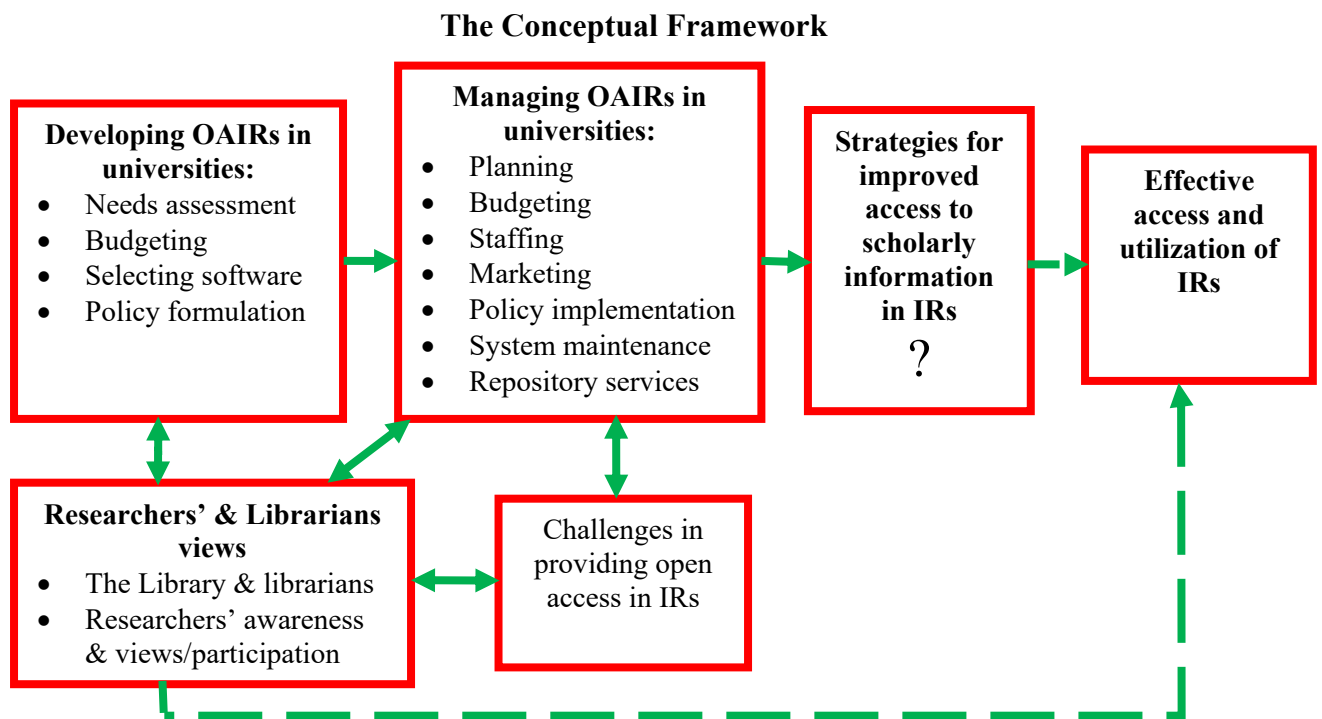 The Conceptual Framework
Developing OAIRs in
universities:
• Needs assessment
• Budgeting
• Selecting software
• Policy formulation
Managing OAIRs in
universities:
• Planning
• Budgeting
• Staffing
• Marketing
• Policy implementation
• System maintenance
• Repository services
Strategies for
improved
access to
scholarly
information
in IRs
?
Effective
access and
utilization of
IRs
Researchers’ & Librarians
views
• The Library & librarians
• Researchers’ awareness
& views/participation
Challenges in
providing open
access in IRs